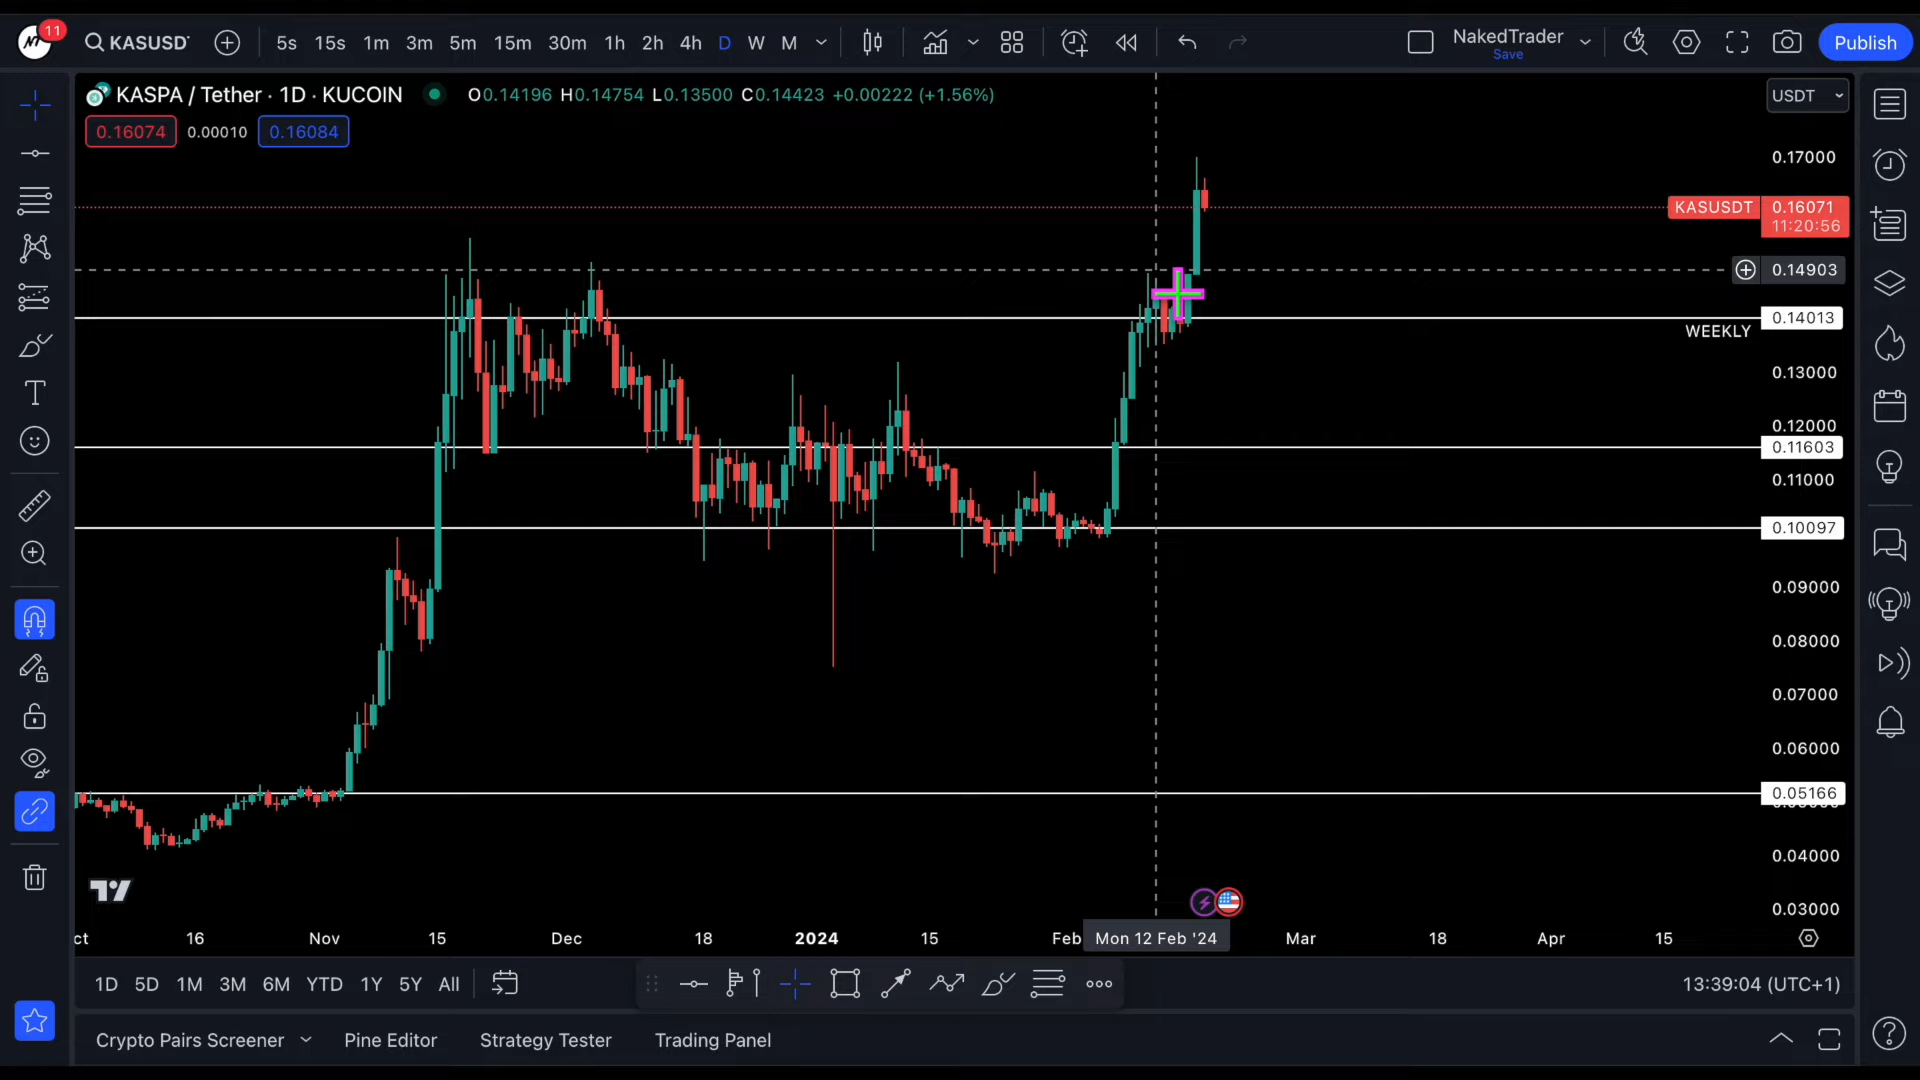 11
KASUSDT
5s 15s 1m 3m 5m 15m 30m 1h 2h 4h D W M
NakedTrader
Save
Publish
KASPA / Tether · 1D · KUCOIN
O0.14196 H0.14754 L0.13500 C0.14423 +0.00222 (+1.56%)
USDT
0.16074 0.00010 0.16084
0.17000
KASUSDT 0.16071
11:20:56
0.14903
0.14013
WEEKLY
0.13000
0.12000
0.11603
0.11000
0.10097
0.09000
0.08000
0.07000
0.06000
0.05166
0.04000
0.03000
ct 16 Nov 15 Dec 18 2024 15 Feb Mon 12 Feb '24 Mar 18 Apr 15
1D 5D 1M 3M 6M YTD 1Y 5Y All
13:39:04 (UTC+1)
Crypto Pairs Screener Pine Editor Strategy Tester Trading Panel